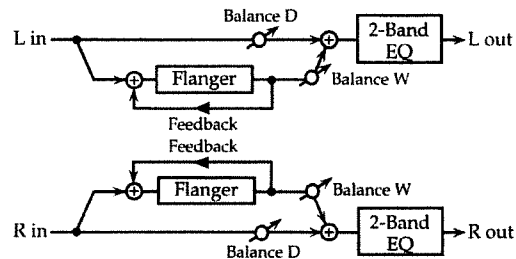 Balance D
L in
2-Band
EQ
L out
Flanger
Balance W
Feedback
Feedback
Flanger
Balance W
R in
2-Band
EQ
R out
Balance D